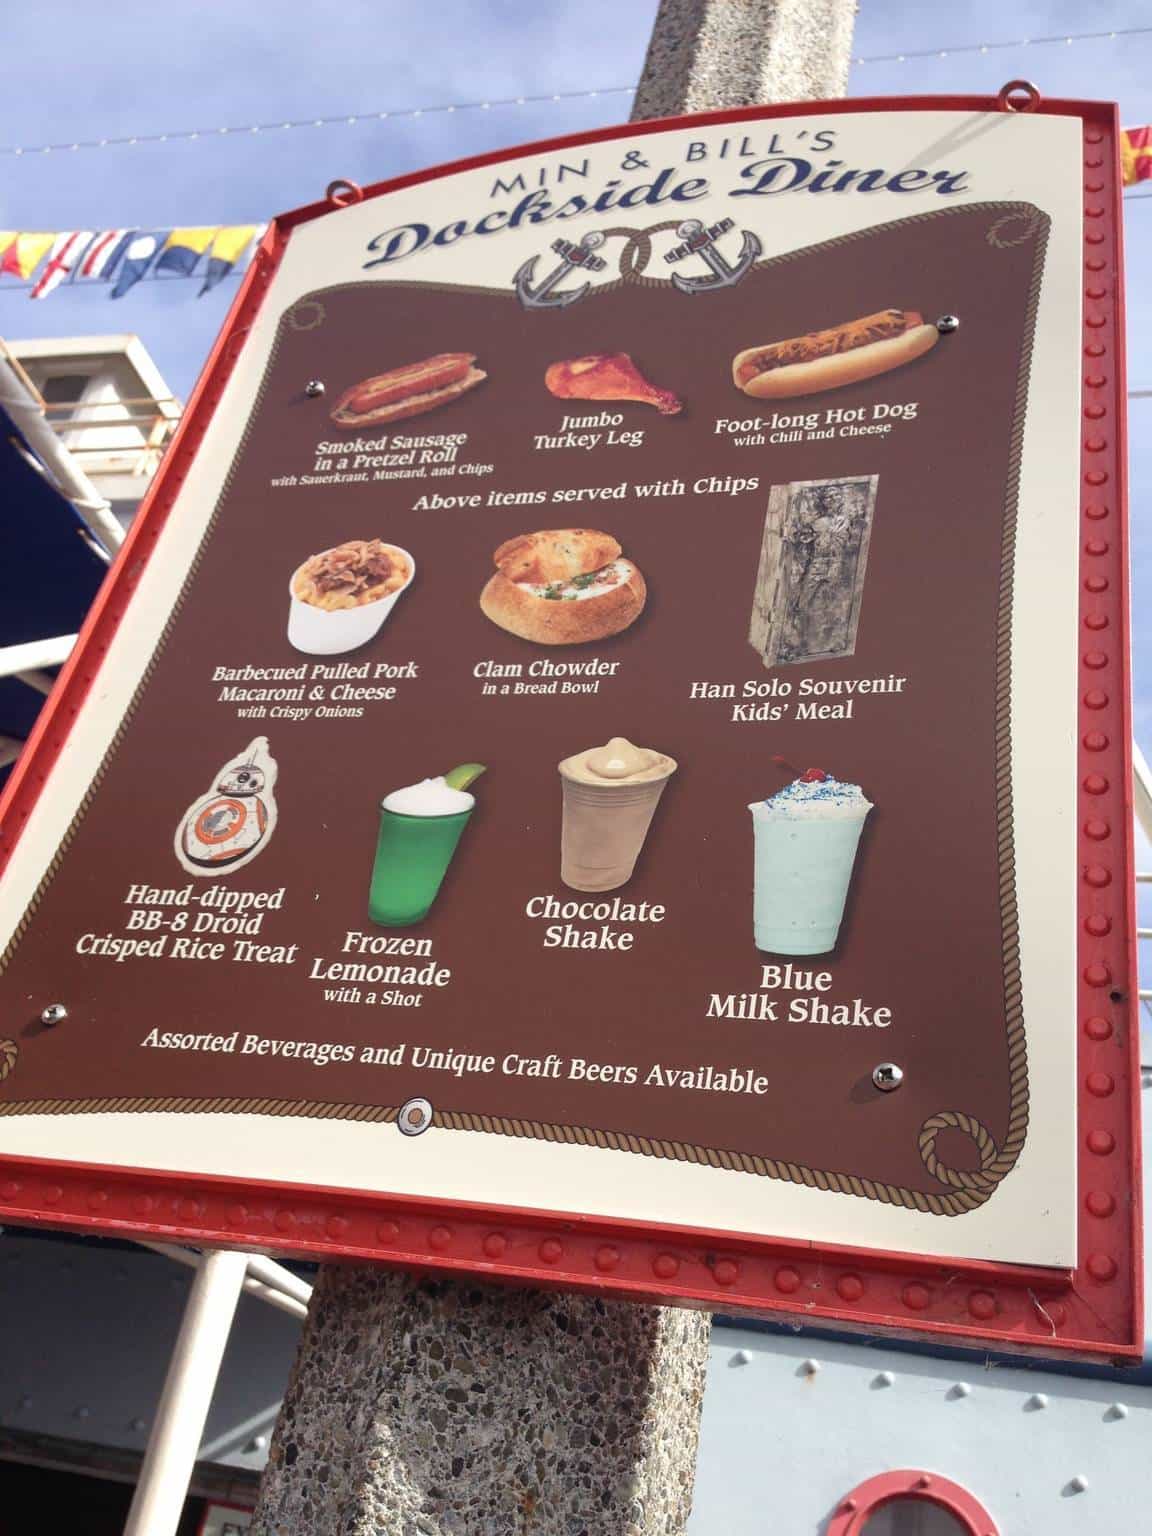 MIN & BILL'S
Dockside Diner
Smoked Sausage
in a Pretzel Roll
with Sauerkraut, Mustard, and Chips
Jumbo
Turkey Leg
Foot-long Hot Dog
with Chili and Cheese
Above items served with Chips
Barbecued Pulled Pork
Macaroni & Cheese
with Crispy Onions
Clam Chowder
in a Bread Bowl
Han Solo Souvenir
Kids' Meal
Hand-dipped
BB-8 Droid
Crisped Rice Treat
Frozen
Lemonade
with a Shot
Chocolate
Shake
Blue
Milk Shake
Assorted Beverages and Unique Craft Beers Available